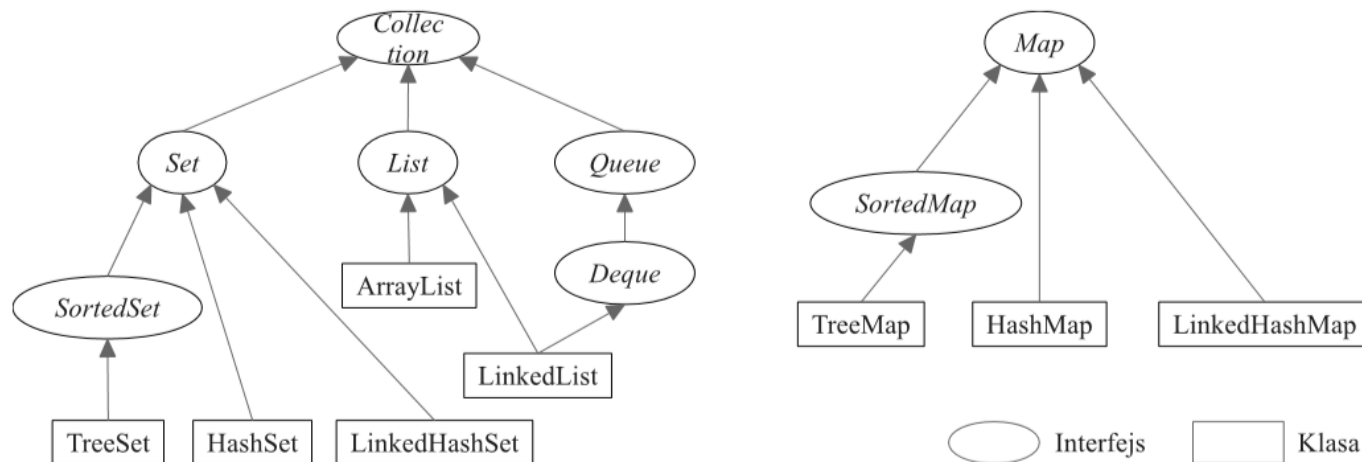 Collec
tion
Map
Set
List
Queue
SortedMap
SortedSet
ArrayList
Deque
TreeMap
HashMap
LinkedHashMap
LinkedList
TreeSet
HashSet
LinkedHashSet
Interfejs
Klasa